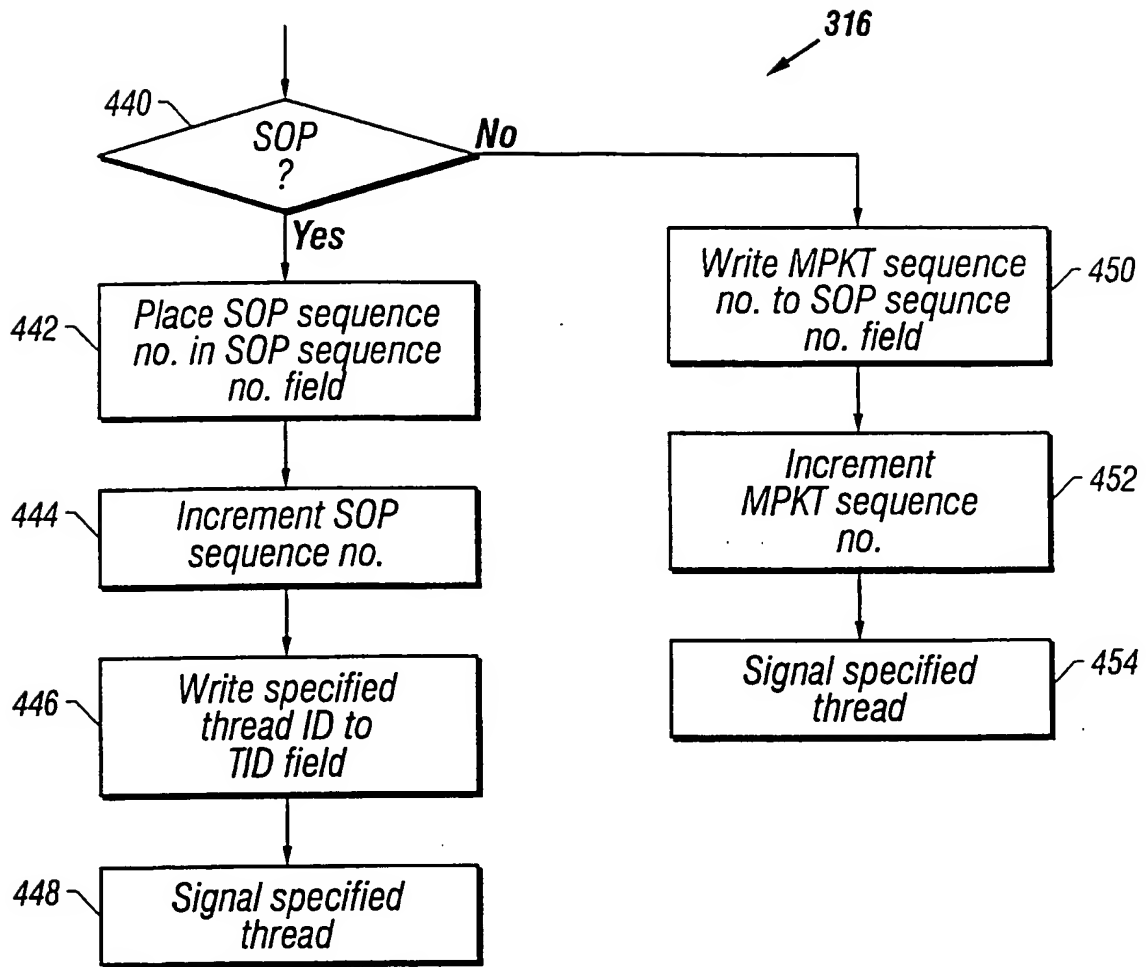 316
440
SOP
?
No
Yes
442
Place SOP sequence
no. in SOP sequence
no. field
444
Increment SOP
sequence no.
446
Write specified
thread ID to
TID field
448
Signal specified
thread
Write MPKT sequence
no. to SOP sequnce
no. field
450
Increment
MPKT sequence
no.
452
Signal specified
thread
454